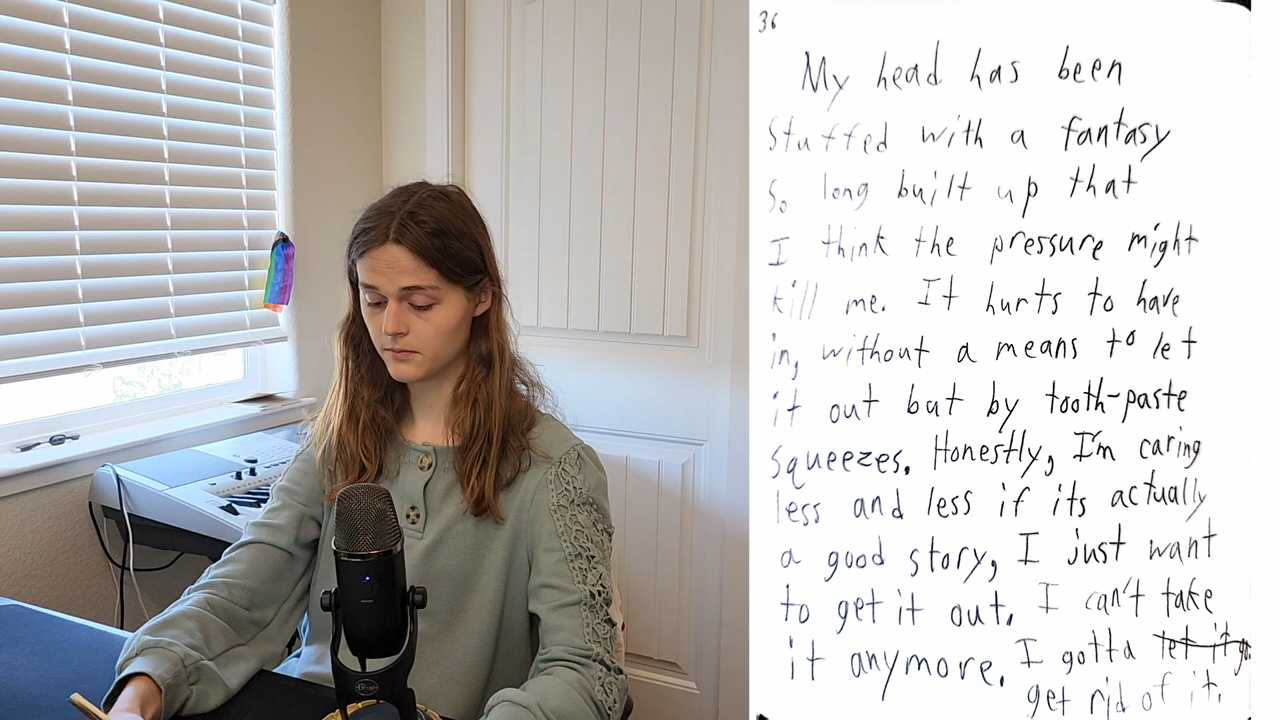 36
My head has been
stuffed with a fantasy
so long built up that
I think the pressure might
kill me. It hurts to have
in, without a means to let
it out but by tooth-paste
squeezes. Honestly, I'm caring
less and less if its actually
a good story, I just want
to get it out. I can't take
it anymore. I gotta let it go
get rid of it.